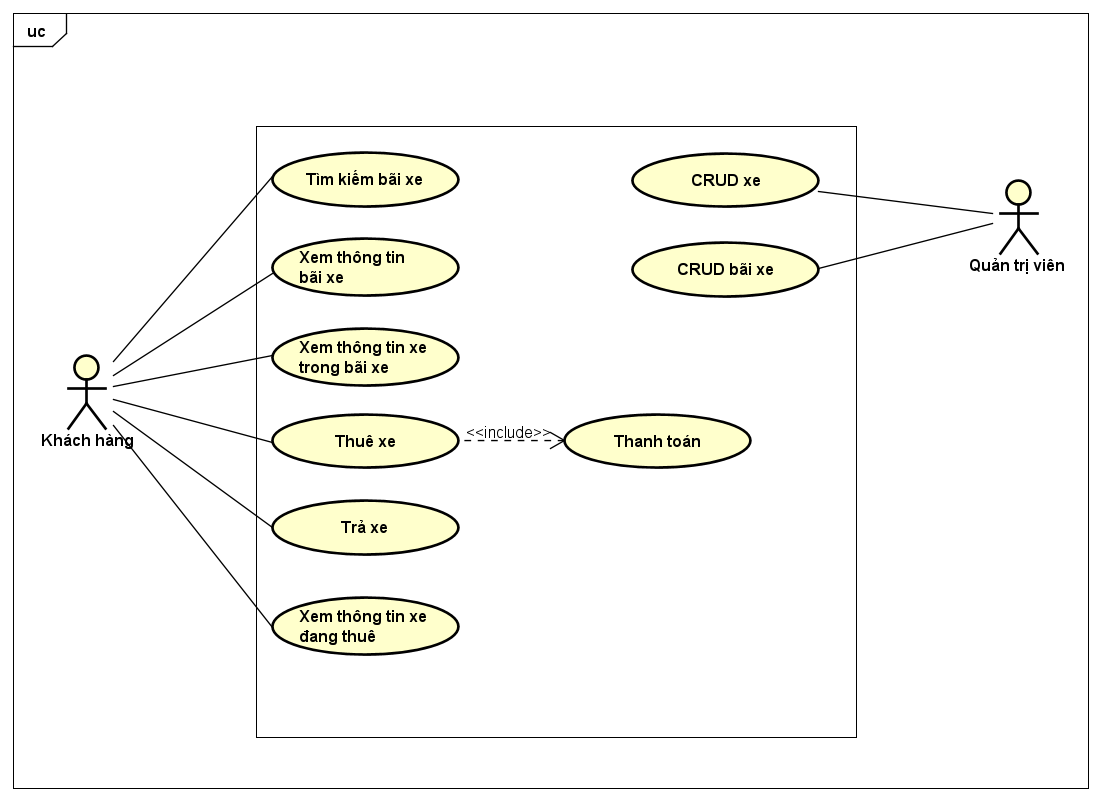 uc
Tìm kiếm bãi xe
CRUD xe
Xem thông tin
bãi xe
CRUD bãi xe
Quản trị viên
Xem thông tin xe
trong bãi xe
Khách hàng
Thuê xe
<<include>>
Thanh toán
Trả xe
Xem thông tin xe
đang thuê